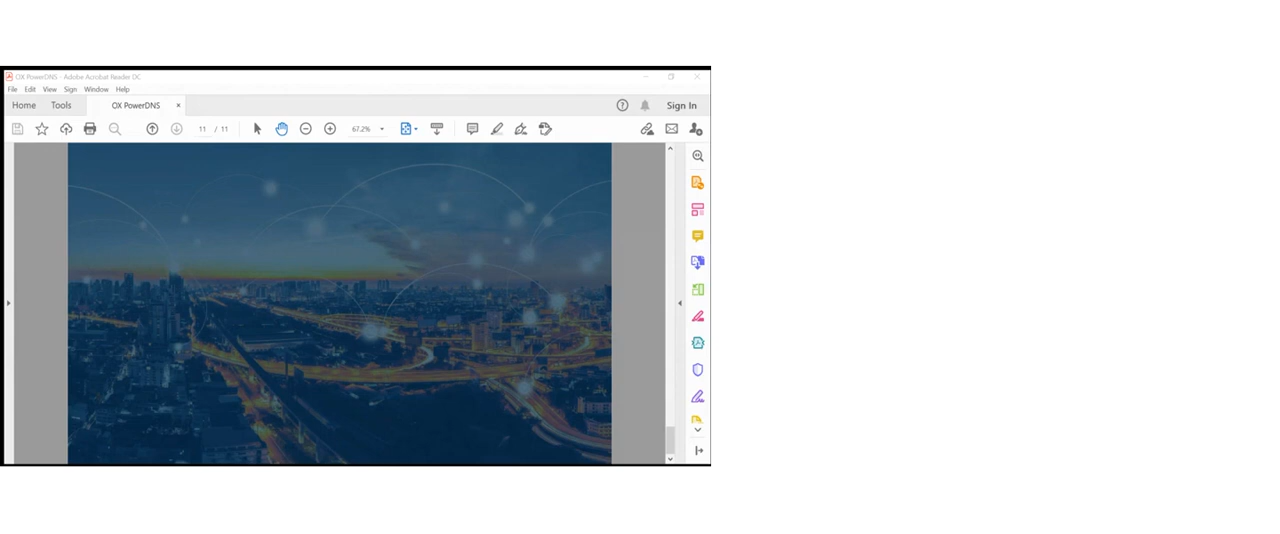 OX PowerDNS - Adobe Acrobat Reader DC
File Edit View Sign Window Help
Home Tools OX PowerDNS × Sign In
11 / 11 67.2%